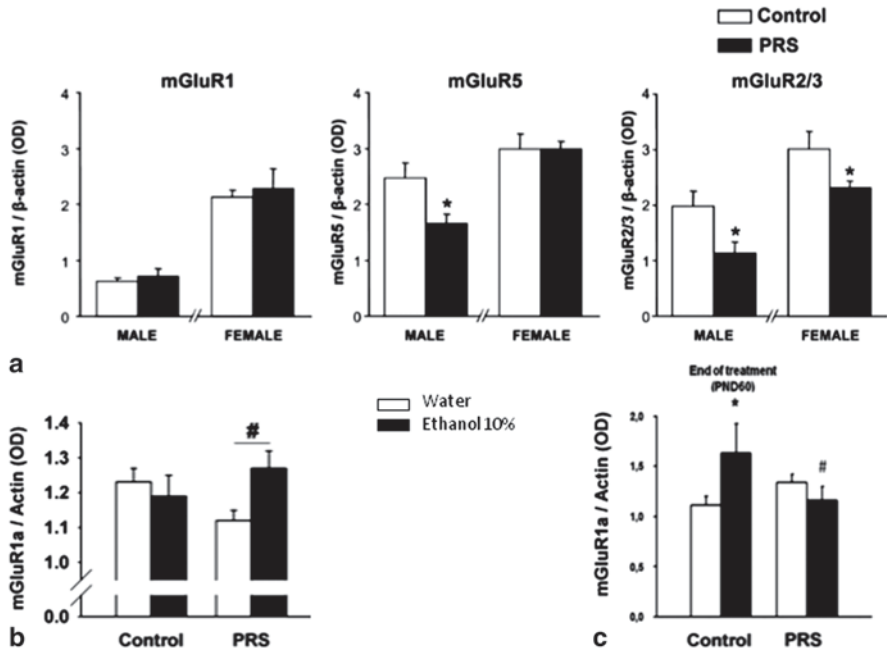 Control
PRS
mGluR1
mGluR5
mGluR2/3
mGluR1 / β-actin (OD)
4
3
2
1
0
MALE
FEMALE
mGluR5 / β-actin (OD)
4
3
2
1
0
*
MALE
FEMALE
mGluR2/3 / β-actin (OD)
4
3
2
1
0
*
*
MALE
FEMALE
a
Water
Ethanol 10%
mGluR1a / Actin (OD)
1.4
1.3
1.2
1.1
1.0
0.0
#
Control
PRS
b
End of treatment
(PND60)
mGluR1a / Actin (OD)
2,0
1,5
1,0
0,5
0,0
*
#
Control
PRS
c